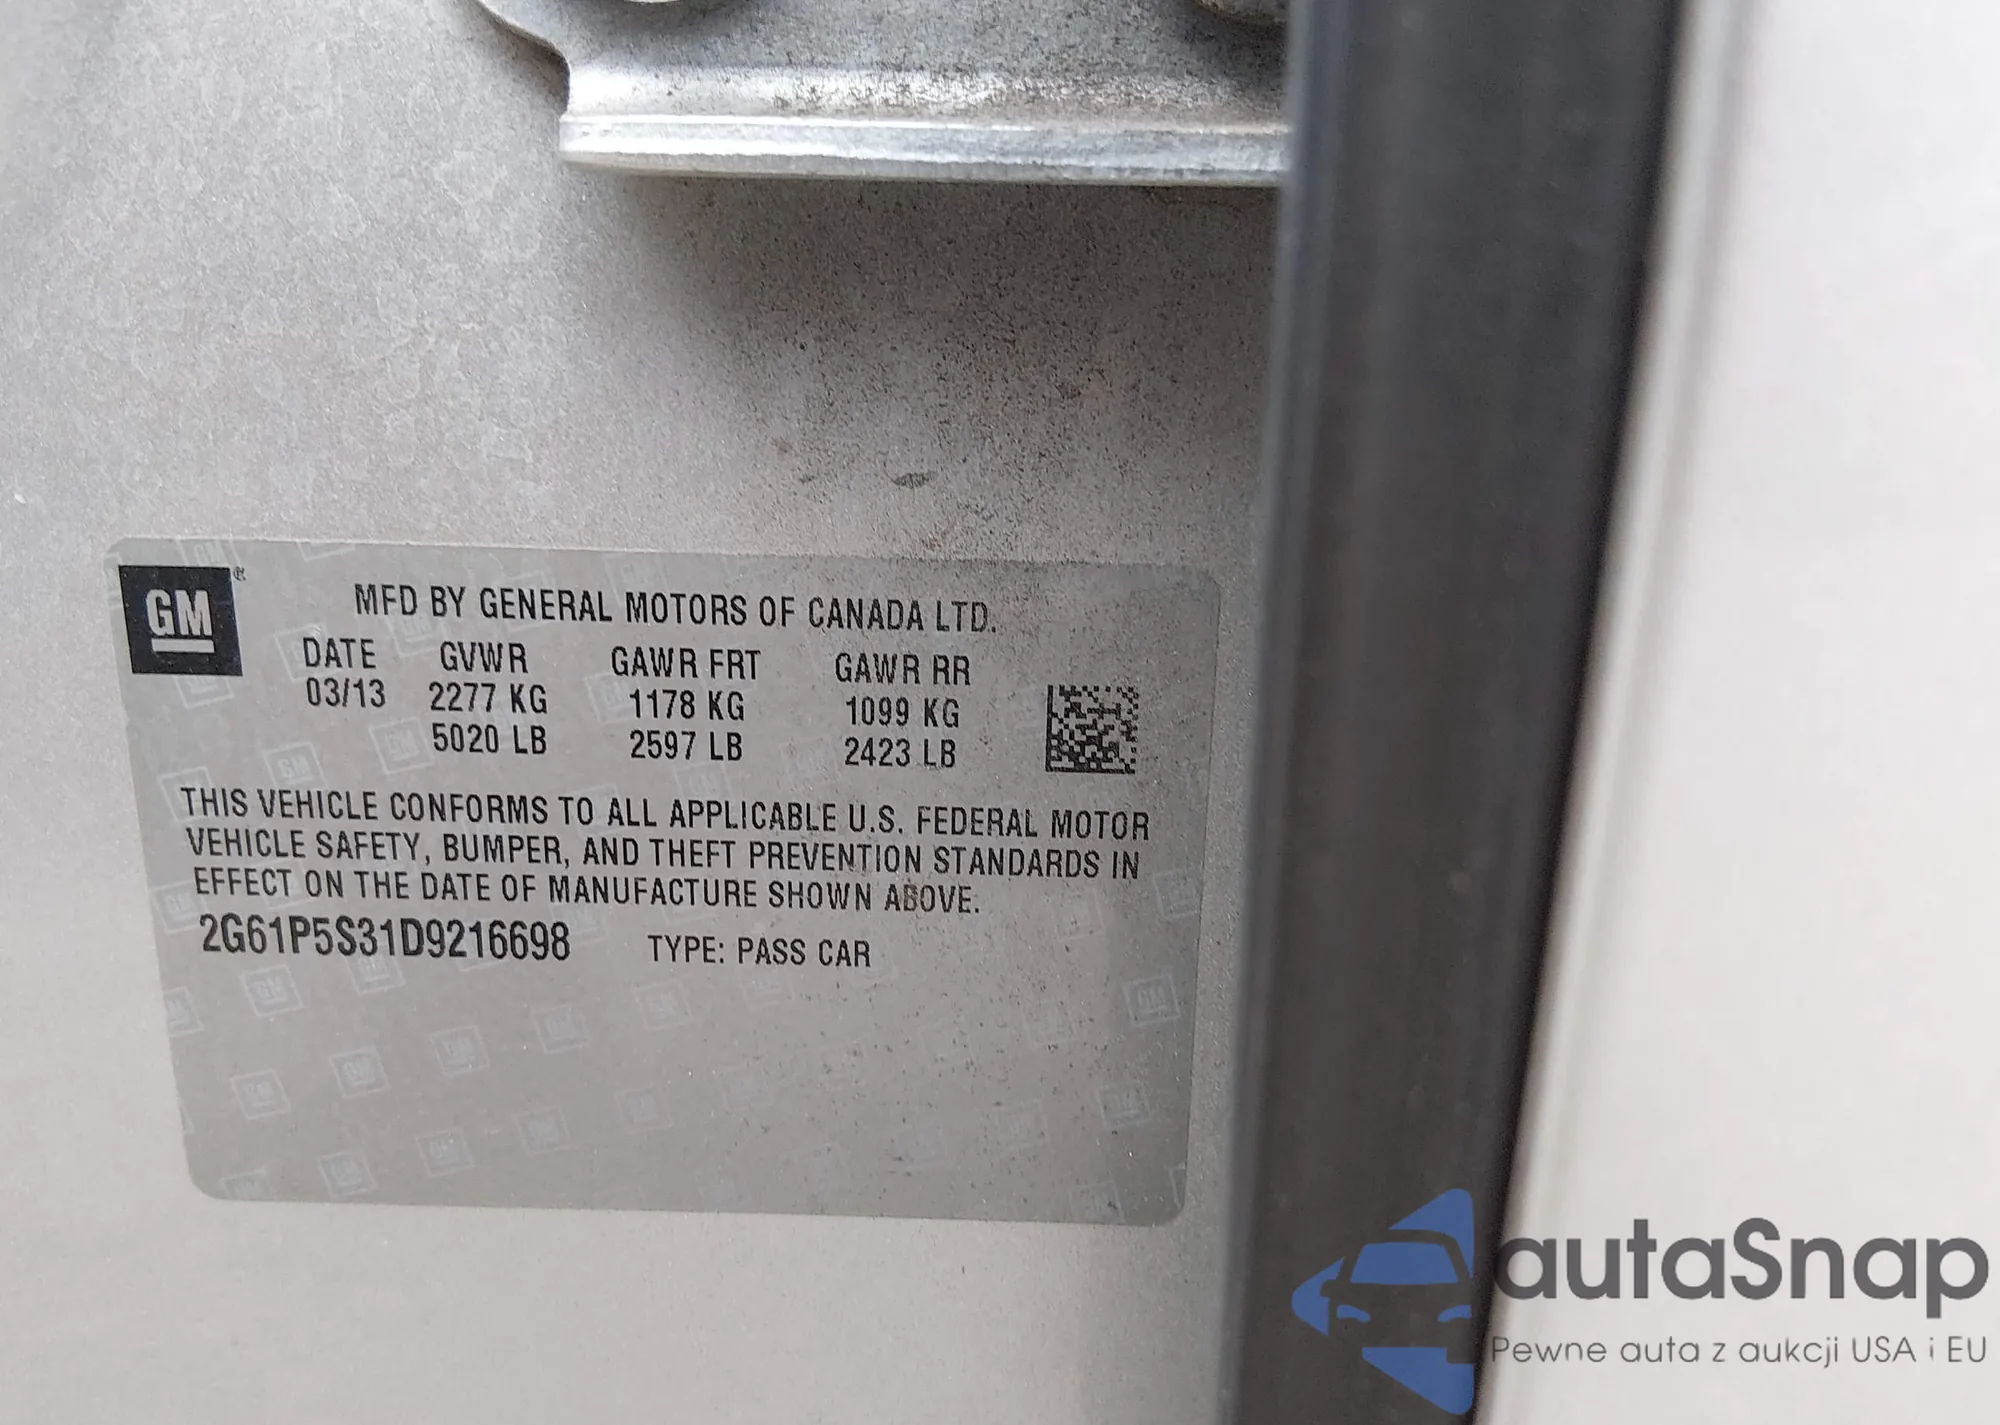 GM ®
MFD BY GENERAL MOTORS OF CANADA LTD.
DATE GVWR GAWR FRT GAWR RR
03/13 2277 KG 1178 KG 1099 KG
5020 LB 2597 LB 2423 LB
THIS VEHICLE CONFORMS TO ALL APPLICABLE U.S. FEDERAL MOTOR
VEHICLE SAFETY, BUMPER, AND THEFT PREVENTION STANDARDS IN
EFFECT ON THE DATE OF MANUFACTURE SHOWN ABOVE.
2G61P5S31D9216698 TYPE: PASS CAR
autaSnap
Pewne auta z aukcji USA i EU